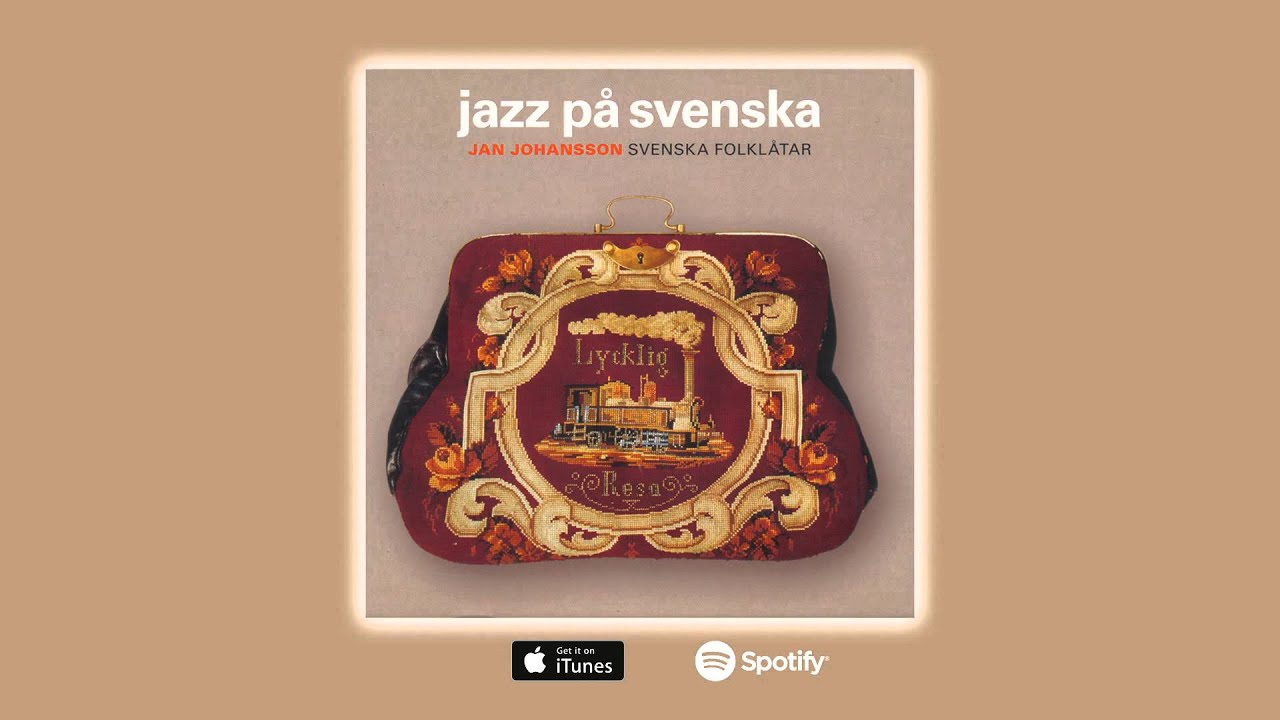 jazz på svenska
JAN JOHANSSON SVENSKA FOLKLÅTAR
Lycklig
Resa
Get it on
iTunes
Spotify